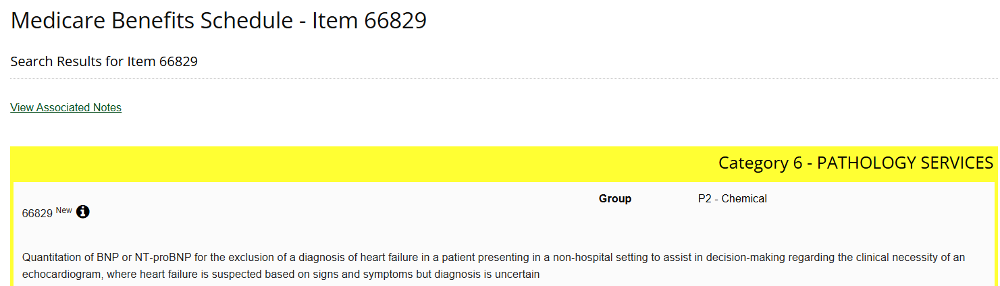 Medicare Benefits Schedule - Item 66829
Search Results for Item 66829
View Associated Notes
Category 6 - PATHOLOGY SERVICES
Group P2 - Chemical
66829 New
Quantitation of BNP or NT-proBNP for the exclusion of a diagnosis of heart failure in a patient presenting in a non-hospital setting to assist in decision-making regarding the clinical necessity of an
echocardiogram, where heart failure is suspected based on signs and symptoms but diagnosis is uncertain